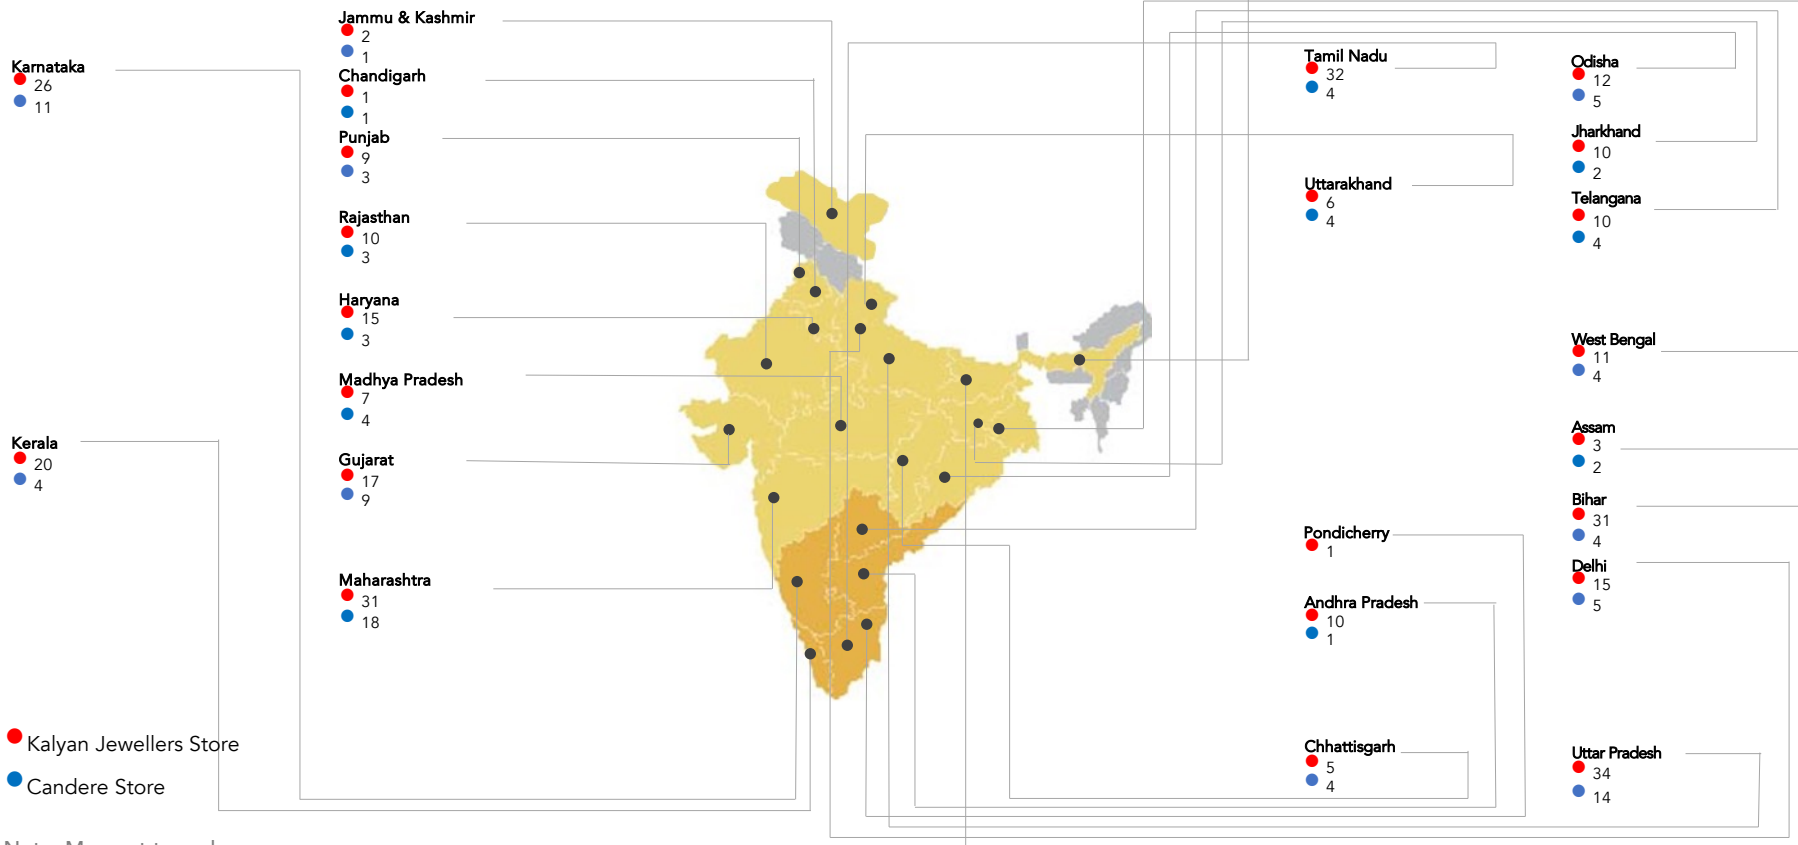 Karnataka
26
11
Kerala
20
4
Kalyan Jewellers Store
Candere Store
Jammu & Kashmir
2
1
Chandigarh
1
1
Punjab
9
3
Rajasthan
10
3
Haryana
15
3
Madhya Pradesh
7
4
Gujarat
17
9
Maharashtra
31
18
Tamil Nadu
32
4
Uttarakhand
6
4
Pondicherry
1
Andhra Pradesh
10
1
Chhattisgarh
5
4
Odisha
12
5
Jharkhand
10
2
Telangana
10
4
West Bengal
11
4
Assam
3
2
Bihar
31
4
Delhi
15
5
Uttar Pradesh
34
14